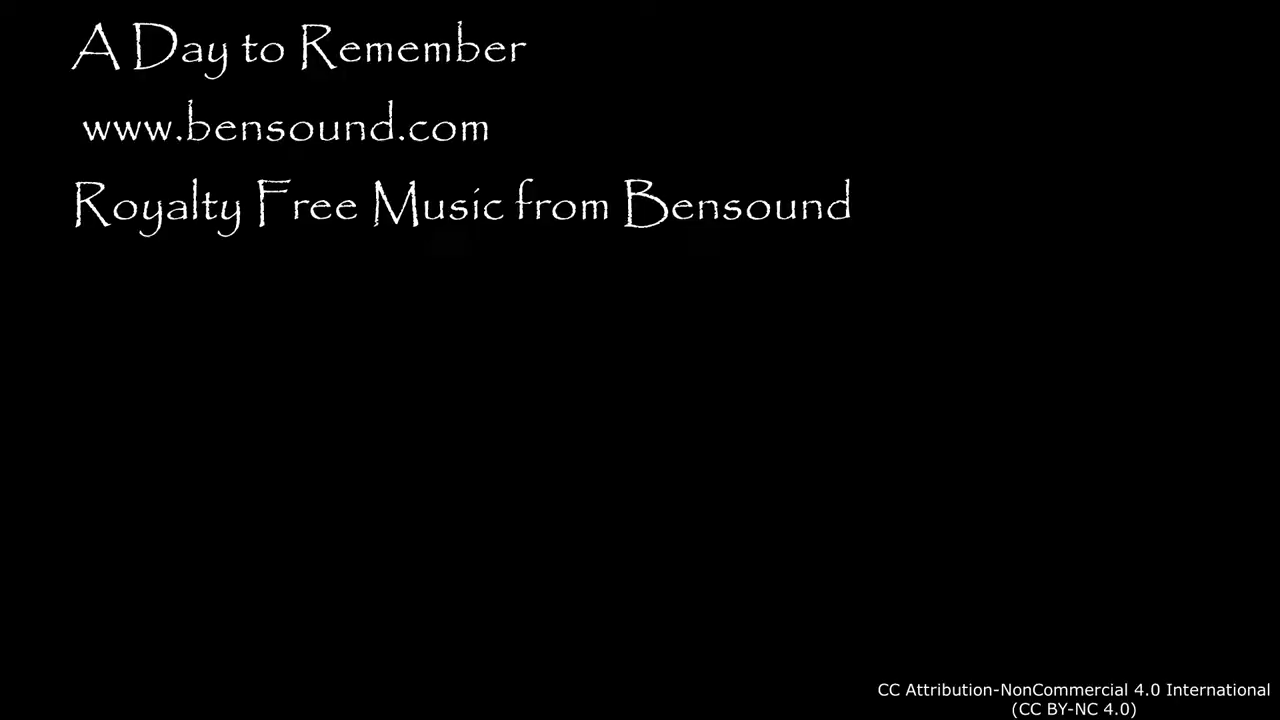 A Day to Remember
www.bensound.com
Royalty Free Music from Bensound
CC Attribution-NonCommercial 4.0 International
(CC BY-NC 4.0)